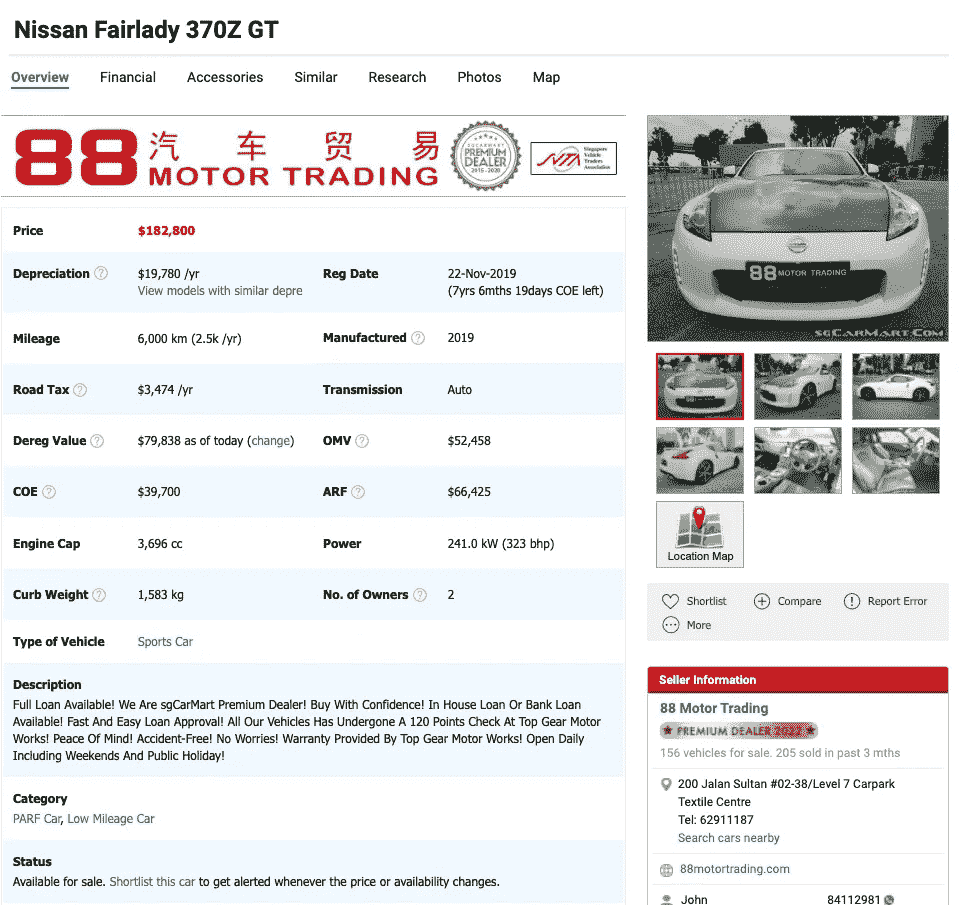 Nissan Fairlady 370Z GT
Overview Financial Accessories Similar Research Photos Map
88 汽车贸易
MOTOR TRADING
SGCARMART
PREMIUM
DEALER
2015 - 2020
Singapore
Vehicle
Traders
Association
Price $182,800
Depreciation ? $19,780 /yr Reg Date 22-Nov-2019
View models with similar depre (7yrs 6mths 19days COE left)
Mileage 6,000 km (2.5k /yr) Manufactured ? 2019
Road Tax ? $3,474 /yr Transmission Auto
Dereg Value ? $79,838 as of today (change) OMV ? $52,458
COE ? $39,700 ARF ? $66,425
Engine Cap 3,696 cc Power 241.0 kW (323 bhp)
Curb Weight ? 1,583 kg No. of Owners ? 2
Type of Vehicle Sports Car
Description
Full Loan Available! We Are sgCarMart Premium Dealer! Buy With Confidence! In House Loan Or Bank Loan
Available! Fast And Easy Loan Approval! All Our Vehicles Has Undergone A 120 Points Check At Top Gear Motor
Works! Peace Of Mind! Accident-Free! No Worries! Warranty Provided By Top Gear Motor Works! Open Daily
Including Weekends And Public Holiday!
Category
PARF Car, Low Mileage Car
Status
Available for sale. Shortlist this car to get alerted whenever the price or availability changes.
88 MOTOR TRADING
sgCarMart.com
Location Map
Shortlist Compare Report Error
More
Seller Information
88 Motor Trading
PREMIUM DEALER 2022
156 vehicles for sale. 205 sold in past 3 mths
200 Jalan Sultan #02-38/Level 7 Carpark
Textile Centre
Tel: 62911187
Search cars nearby
88motortrading.com
John 84112981